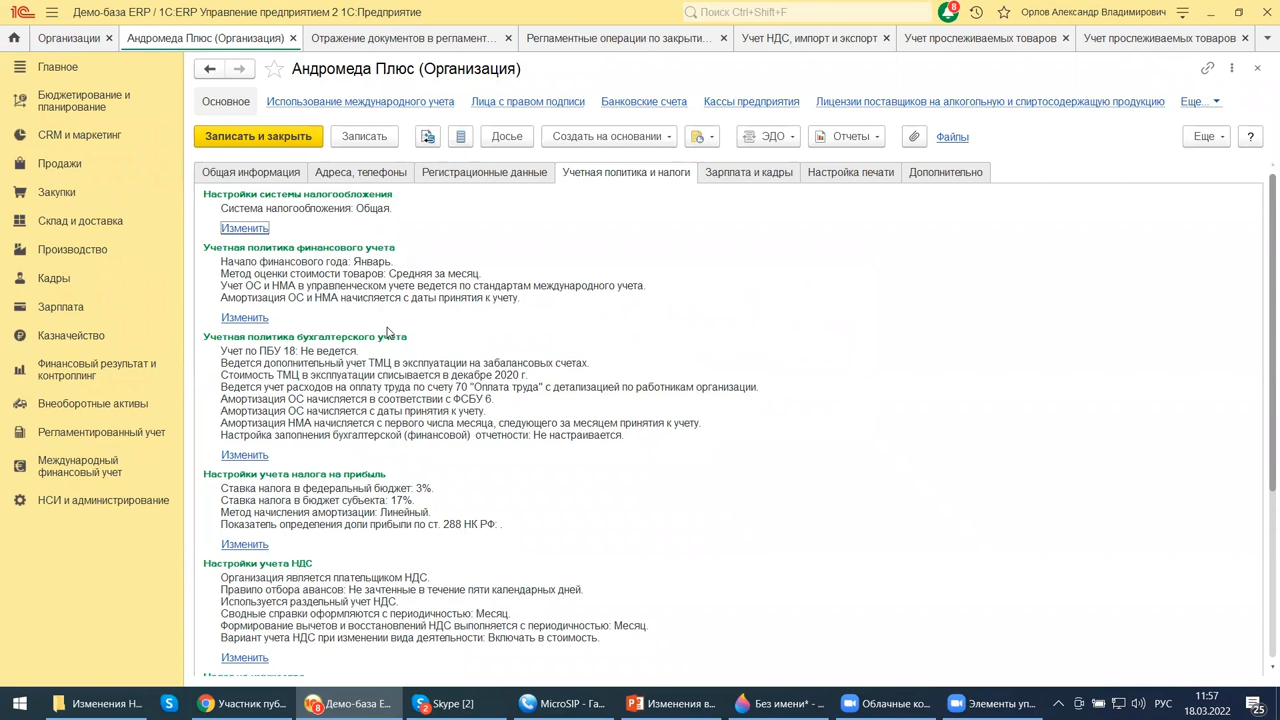 Демо-база ERP / 1С:ERP Управление предприятием 2 1С:Предприятие
Поиск Ctrl+Shift+F
8
Орлов Александр Владимирович
Организации ×
Андромеда Плюс (Организация) ×
Отражение документов в регламент... ×
Регламентные операции по закрыти... ×
Учет НДС, импорт и экспорт ×
Учет прослеживаемых товаров ×
Учет прослеживаемых товаров ×
Главное
Бюджетирование и
планирование
CRM и маркетинг
Продажи
Закупки
Склад и доставка
Производство
Кадры
Зарплата
Казначейство
Финансовый результат и
контроллинг
Внеоборотные активы
Регламентированный учет
Международный
финансовый учет
НСИ и администрирование
Андромеда Плюс (Организация)
Основное
Использование международного учета
Лица с правом подписи
Банковские счета
Кассы предприятия
Лицензии поставщиков на алкогольную и спиртосодержащую продукцию
Еще...
Записать и закрыть
Записать
Досье
Создать на основании
ЭДО
Отчеты
Файлы
Еще
?
Общая информация
Адреса, телефоны
Регистрационные данные
Учетная политика и налоги
Зарплата и кадры
Настройка печати
Дополнительно
Настройки системы налогообложения
Система налогообложения: Общая.
Изменить
Учетная политика финансового учета
Начало финансового года: Январь.
Метод оценки стоимости товаров: Средняя за месяц.
Учет ОС и НМА в управленческом учете ведется по стандартам международного учета.
Амортизация ОС и НМА начисляется с даты принятия к учету.
Изменить
Учетная политика бухгалтерского учета
Учет по ПБУ 18: Не ведется.
Ведется дополнительный учет ТМЦ в эксплуатации на забалансовых счетах.
Стоимость ТМЦ в эксплуатации списывается в декабре 2020 г.
Ведется учет расходов на оплату труда по счету 70 "Оплата труда" с детализацией по работникам организации.
Амортизация ОС начисляется в соответствии с ФСБУ 6.
Амортизация ОС начисляется с даты принятия к учету.
Амортизация НМА начисляется с первого числа месяца, следующего за месяцем принятия к учету.
Настройка заполнения бухгалтерской (финансовой) отчетности: Не настраивается.
Изменить
Настройки учета налога на прибыль
Ставка налога в федеральный бюджет: 3%.
Ставка налога в бюджет субъекта: 17%.
Метод начисления амортизации: Линейный.
Показатель определения доли прибыли по ст. 288 НК РФ: .
Изменить
Настройки учета НДС
Организация является плательщиком НДС.
Правило отбора авансов: Не зачтенные в течение пяти календарных дней.
Используется раздельный учет НДС.
Сводные справки оформляются с периодичностью: Месяц.
Формирование вычетов и восстановлений НДС выполняется с периодичностью: Месяц.
Вариант учета НДС при изменении вида деятельности: Включать в стоимость.
Изменить
Изменения Н...
Участник пуб...
Демо-база E...
Skype [2]
MicroSIP - Га...
Изменения в...
Без имени* - ...
Облачные ко...
Элементы уп...
РУС
11:57
18.03.2022
25